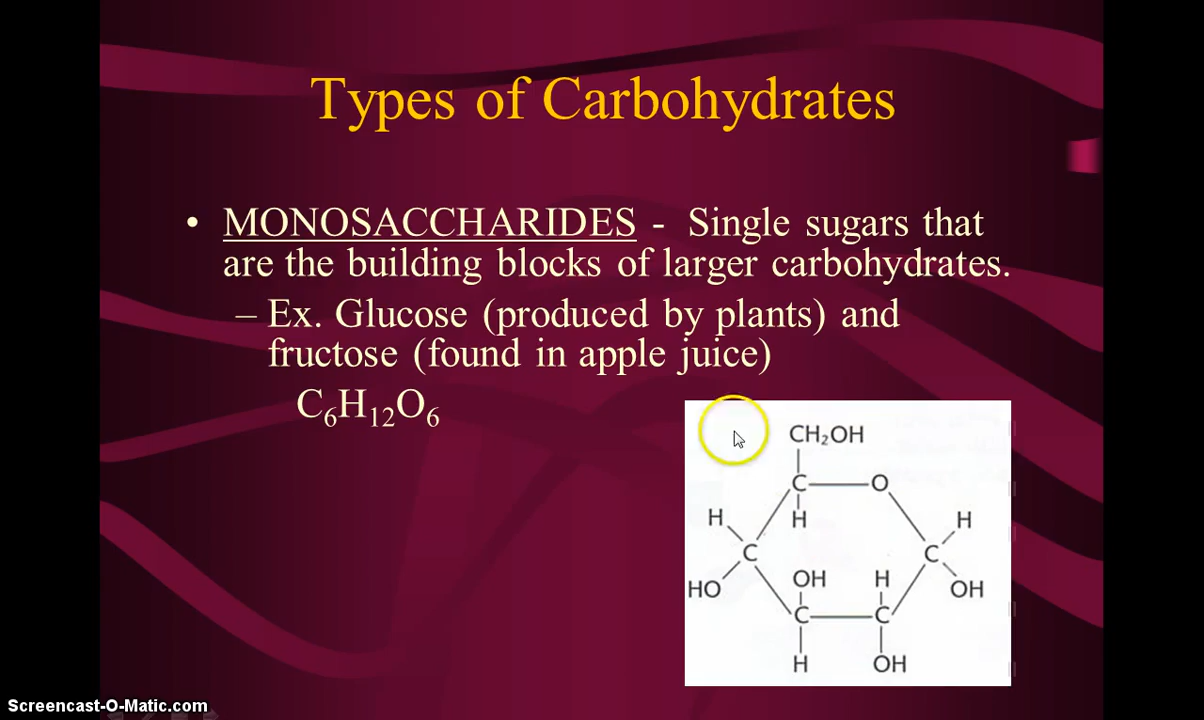 Types of Carbohydrates
• MONOSACCHARIDES - Single sugars that
are the building blocks of larger carbohydrates.
– Ex. Glucose (produced by plants) and
fructose (found in apple juice)
C₆H₁₂O₆
CH₂OH
C O
H H H
C C
HO OH H OH
C C
H OH
Screencast-O-Matic.com